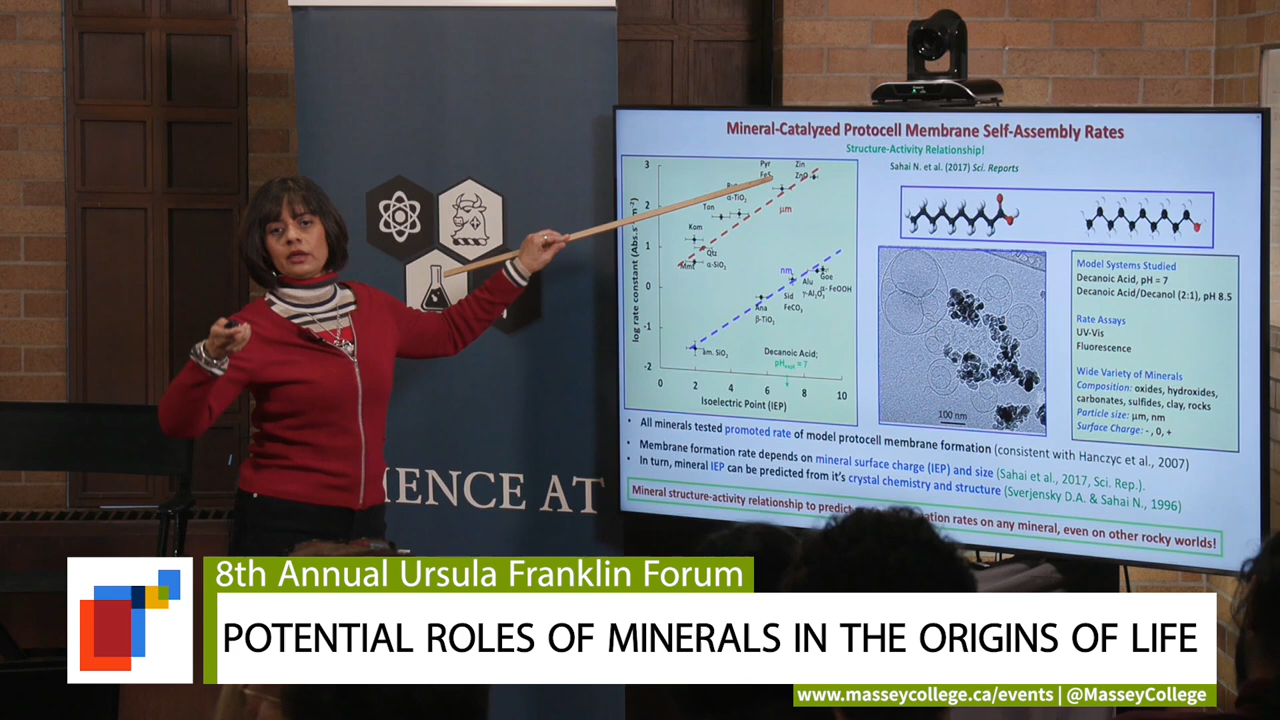 Mineral-Catalyzed Protocell Membrane Self-Assembly Rates
Structure-Activity Relationship!
Sahai N. et al. (2017) Sci. Reports
log rate constant (Abs.s⁻¹m⁻²)
3
2
1
0
-1
-2
Pyr
FeS
Zin
ZnO
α-TiO₂
Ton
μm
Kom
Qtz
Mmt
α-SiO₂
nm
Goe
Alu
α-FeOOH
γ-Al₂O₃
Sid
FeCO₃
Ana
β-TiO₂
am. SiO₂
Decanoic Acid;
= 7
0
2
4
6
8
10
Isoelectric Point (IEP)
100 nm
Model Systems Studied
Decanoic Acid, pH = 7
Decanoic Acid/Decanol (2:1), pH 8.5
Rate Assays
UV-Vis
Fluorescence
Wide Variety of Minerals
Composition: oxides, hydroxides,
carbonates, sulfides, clay, rocks
Particle size: μm, nm
Surface Charge: - , 0, +
• All minerals tested promoted rate of model protocell membrane formation (consistent with Hanczyc et al., 2007)
• Membrane formation rate depends on mineral surface charge (IEP) and size (Sahai et al., 2017, Sci. Rep.).
• In turn, mineral IEP can be predicted from it's crystal chemistry and structure (Sverjensky D.A. & Sahai N., 1996)
Mineral structure-activity relationship to predict rates on any mineral, even on other rocky worlds!
IENCE AT
8th Annual Ursula Franklin Forum
POTENTIAL ROLES OF MINERALS IN THE ORIGINS OF LIFE
www.masseycollege.ca/events | @MasseyCollege